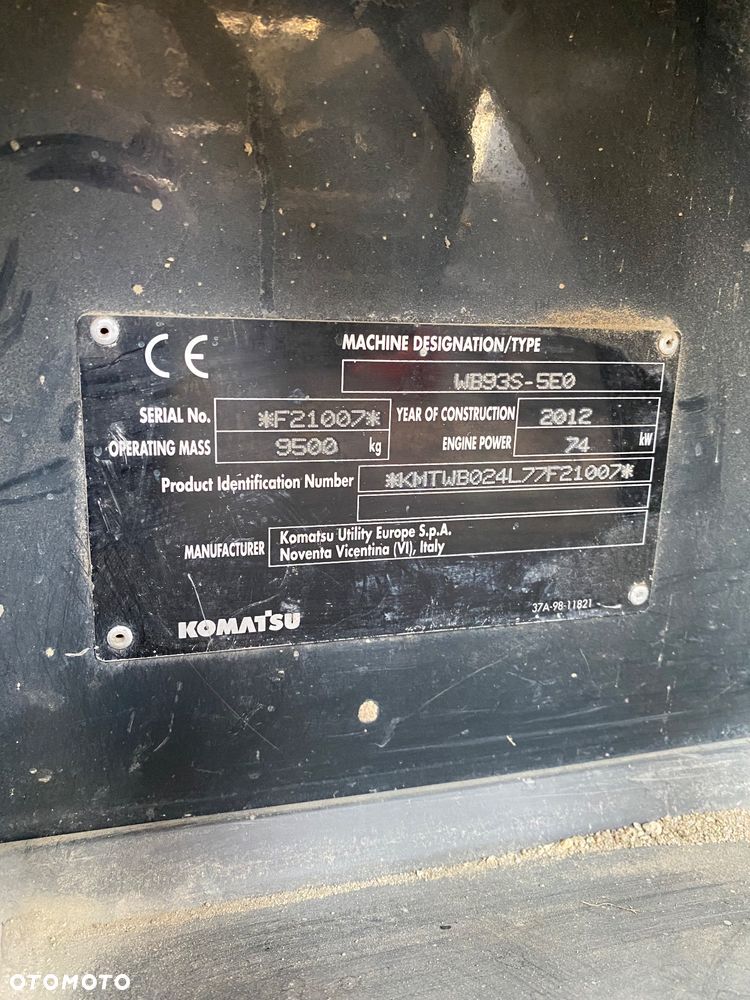 CE
MACHINE DESIGNATION/TYPE
WB93S-5E0
SERIAL No. *F21007* YEAR OF CONSTRUCTION 2012
OPERATING MASS 9500 kg ENGINE POWER 74 kW
Product Identification Number *KMTWB024L77F21007*
MANUFACTURER Komatsu Utility Europe S.p.A.
Noventa Vicentina (VI), Italy
KOMATSU
37A-98-11821
OTOMOTO